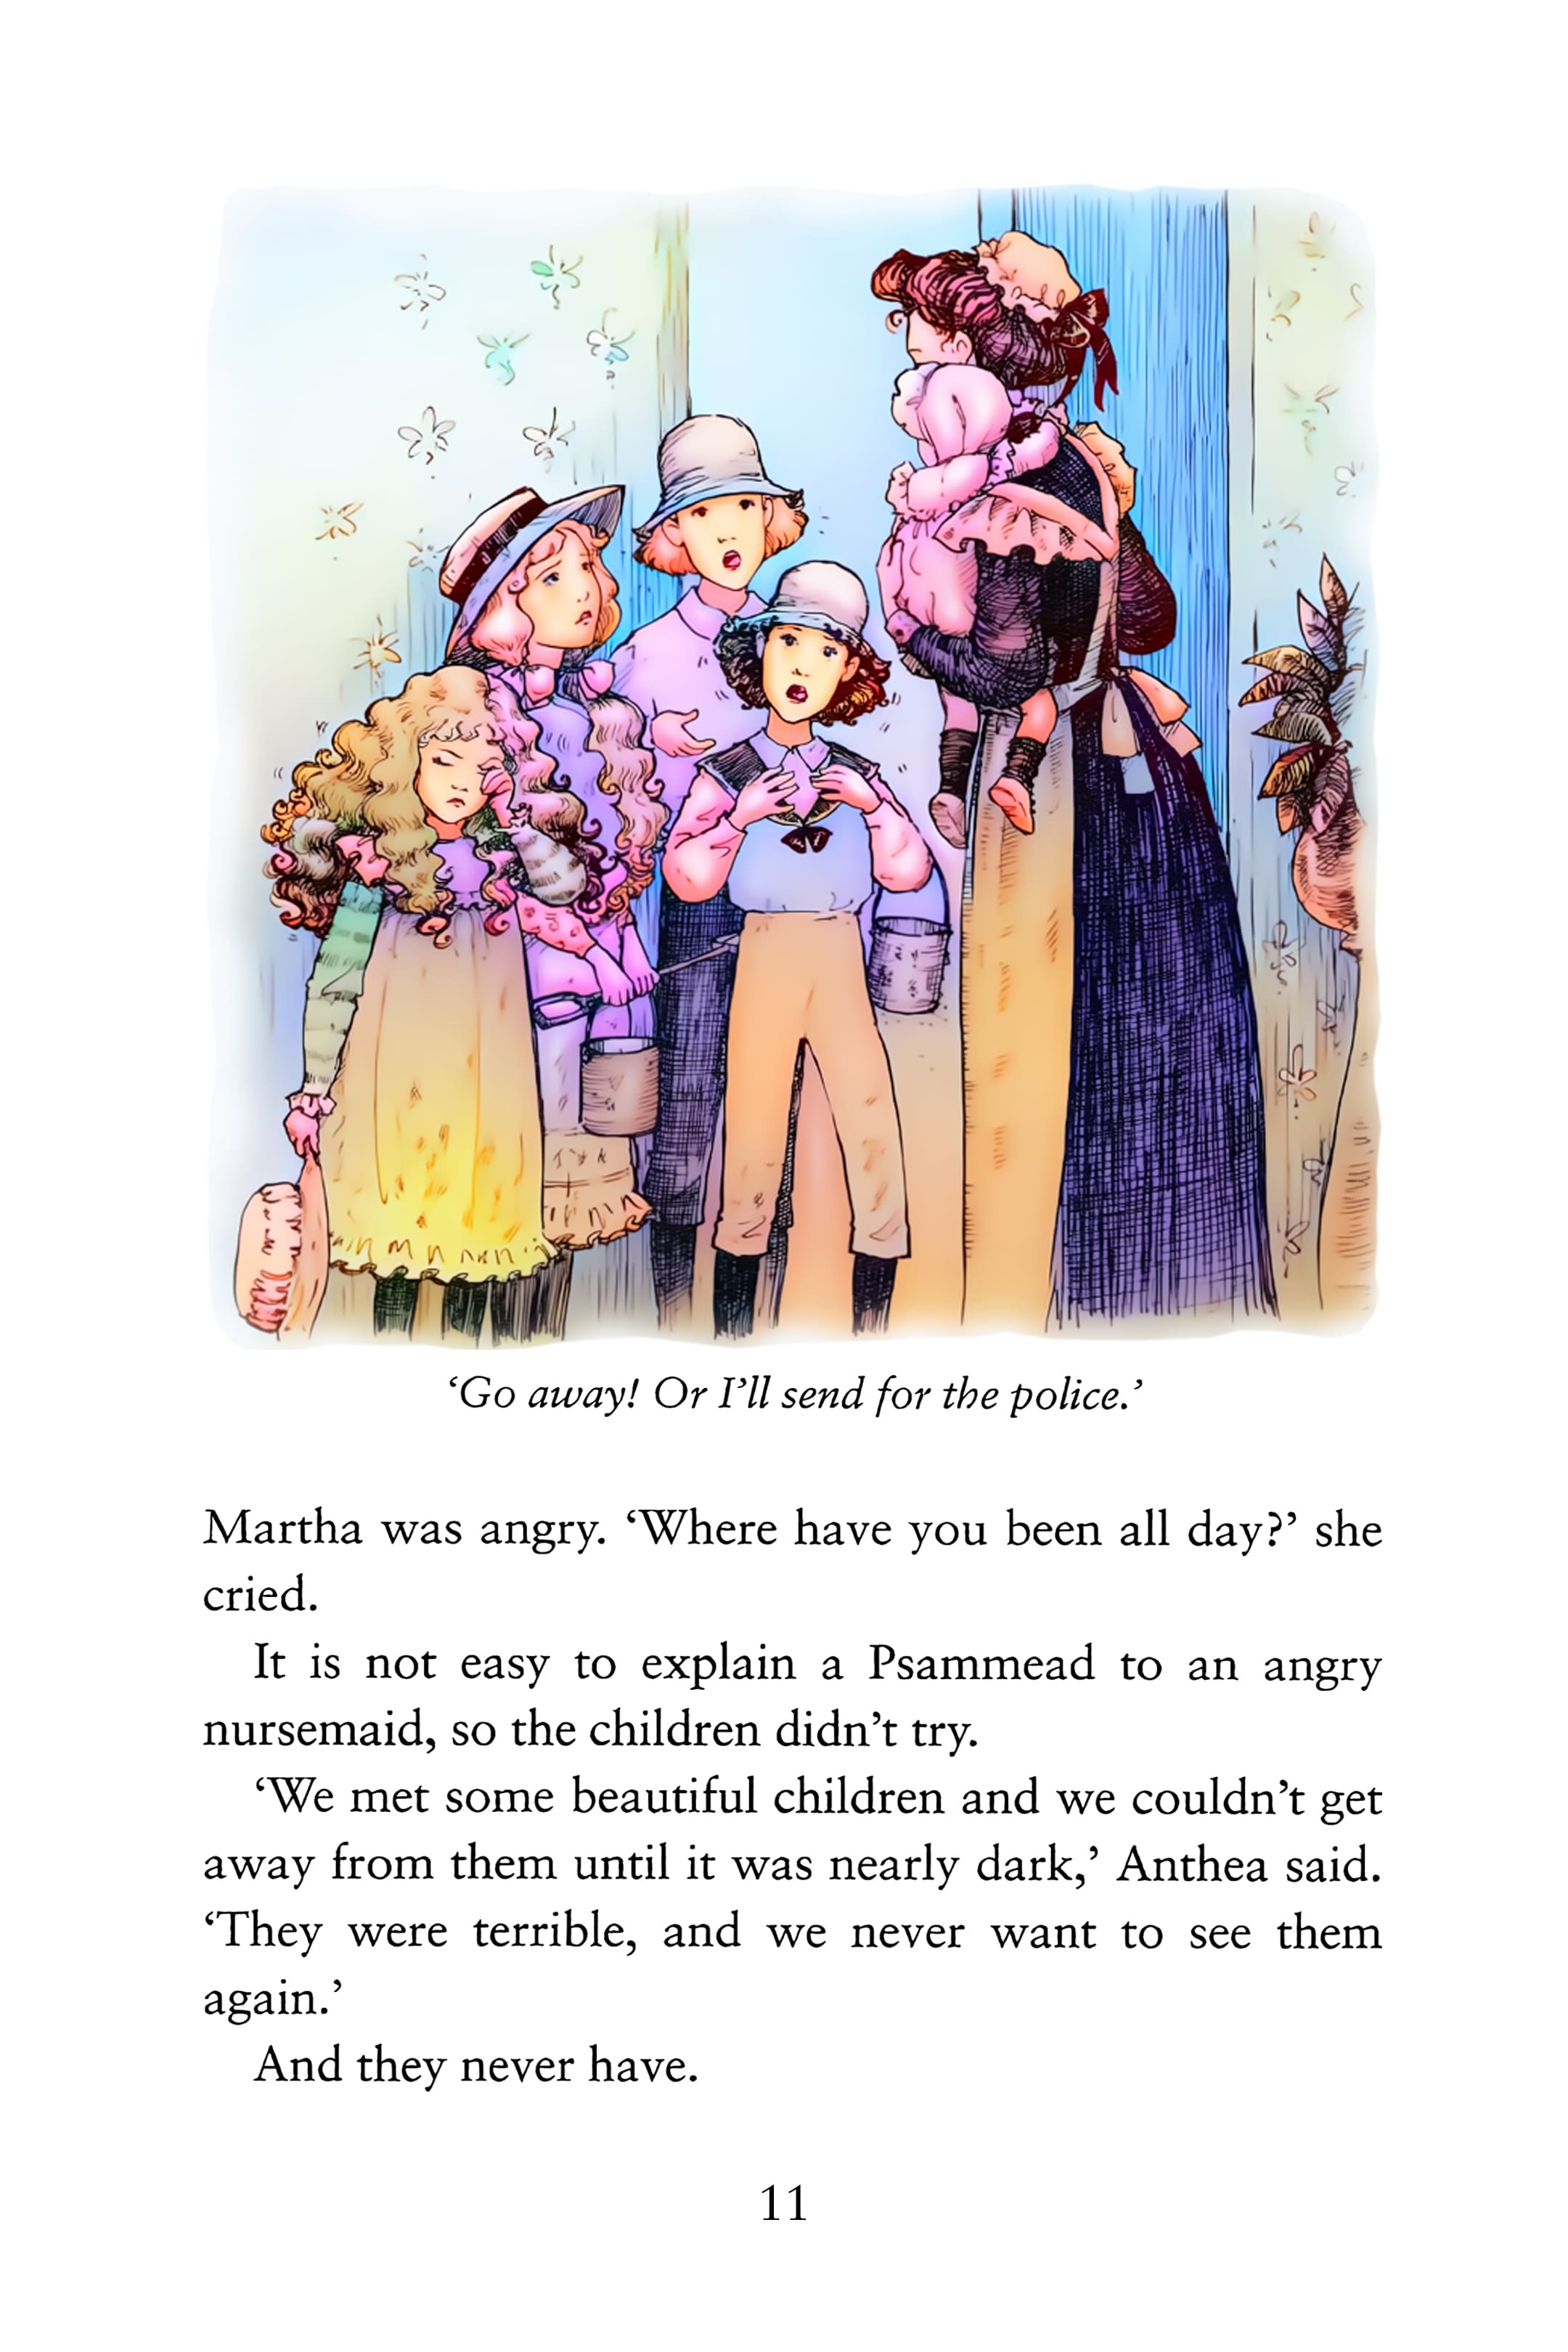 ‘Go away! Or I’ll send for the police.’
Martha was angry. ‘Where have you been all day?’ she
cried.
It is not easy to explain a Psammead to an angry
nursemaid, so the children didn’t try.
‘We met some beautiful children and we couldn’t get
away from them until it was nearly dark,’ Anthea said.
‘They were terrible, and we never want to see them
again.’
And they never have.
11